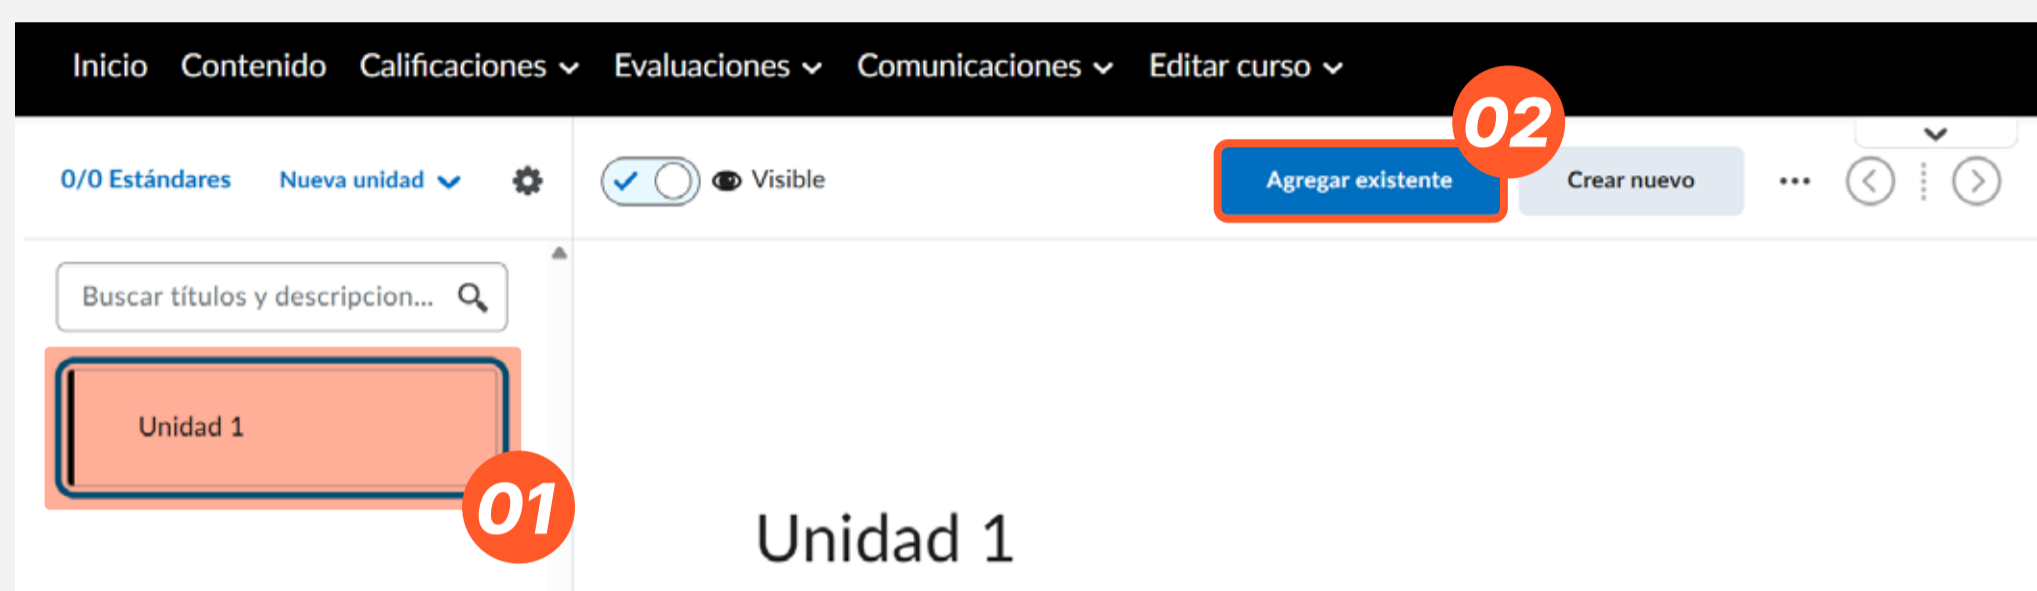 Inicio Contenido Calificaciones Evaluaciones Comunicaciones Editar curso
02
0/0 Estándares Nueva unidad Visible Agregar existente Crear nuevo
Buscar títulos y descripcion...
Unidad 1
01
Unidad 1